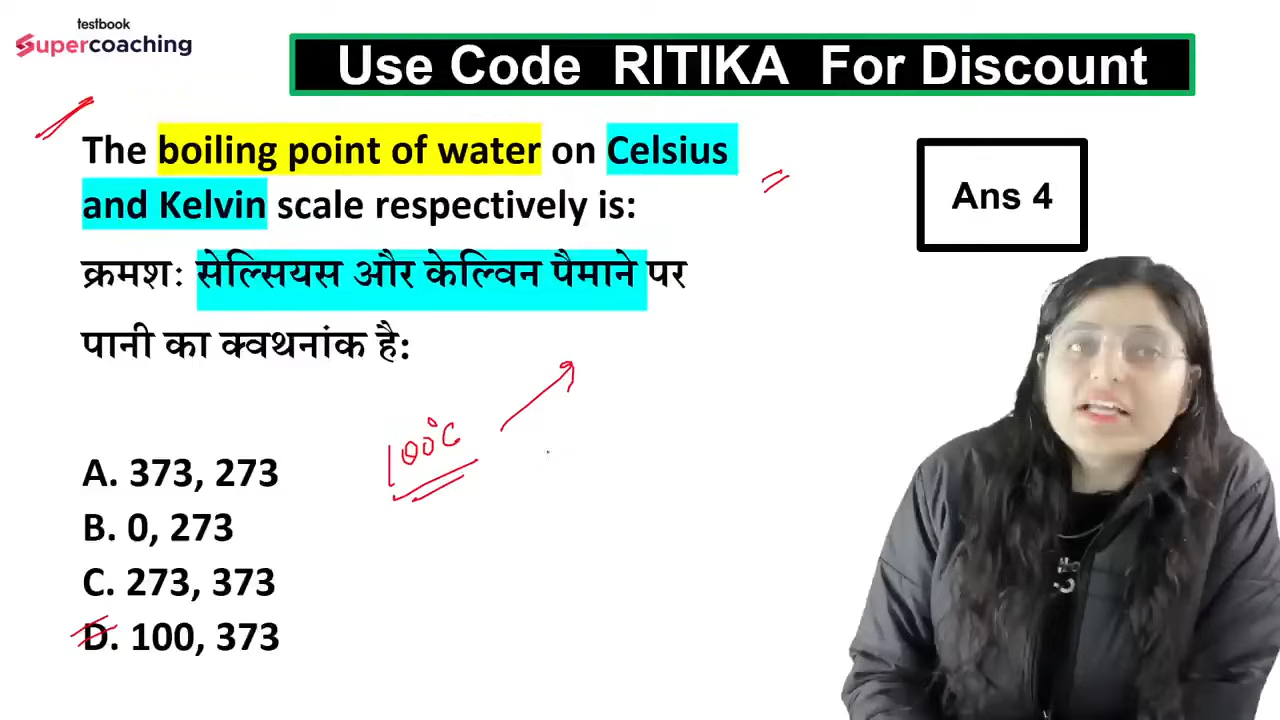 testbook
Supercoaching
Use Code RITIKA For Discount
The boiling point of water on Celsius
and Kelvin scale respectively is:
Ans 4
क्रमशः सेल्सियस और केल्विन पैमाने पर
पानी का क्वथनांक है:
100°C
A. 373, 273
B. 0, 273
C. 273, 373
D. 100, 373